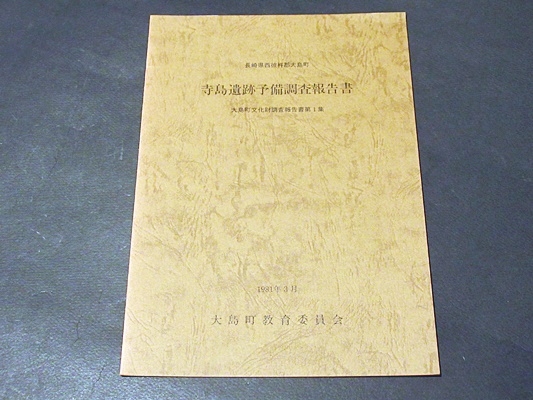 長崎県西彼杵郡大島町
寺島遺跡予備調査報告書
大島町文化財調査報告書第1集
1981年3月
大島町教育委員会